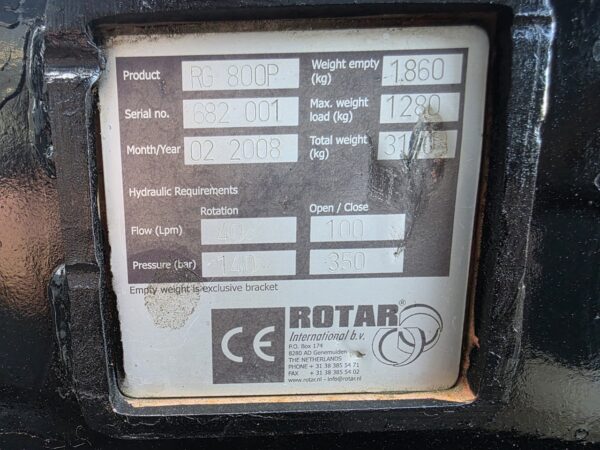 Product RG 800P Weight empty (kg) 1.860
Serial no. 682 001 Max. weight load (kg) 1280
Month/Year 02 2008 Total weight (kg)
Hydraulic Requirements
Rotation Open / Close
Flow (Lpm) 40 100
Pressure (bar) 140 350
Empty weight is exclusive bracket
CE
ROTAR®
International b.v.
P.O. Box 174
8280 AD Genemuiden
THE NETHERLANDS
PHONE + 31 38 385 54 71
FAX + 31 38 385 54 02
www.rotar.nl - info@rotar.nl